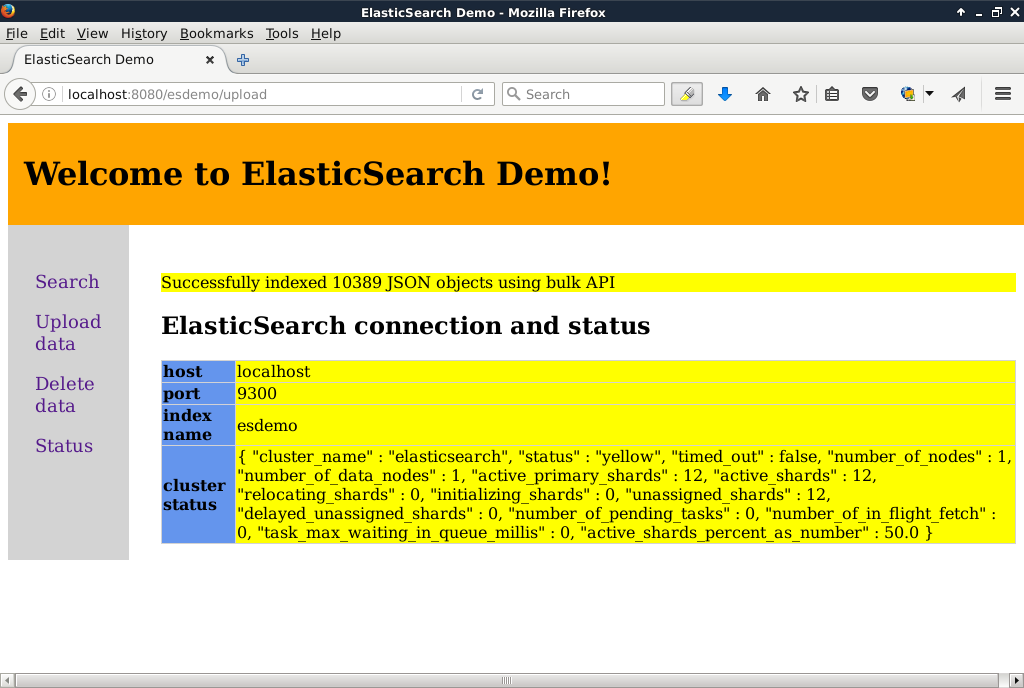 ElasticSearch Demo - Mozilla Firefox
File Edit View History Bookmarks Tools Help
ElasticSearch Demo
localhost:8080/esdemo/upload
Search
Welcome to ElasticSearch Demo!
Search
Upload
data
Delete
data
Status
Successfully indexed 10389 JSON objects using bulk API
ElasticSearch connection and status
host localhost
port 9300
index
name
esdemo
cluster
status
{ "cluster_name" : "elasticsearch", "status" : "yellow", "timed_out" : false, "number_of_nodes" : 1,
"number_of_data_nodes" : 1, "active_primary_shards" : 12, "active_shards" : 12,
"relocating_shards" : 0, "initializing_shards" : 0, "unassigned_shards" : 12,
"delayed_unassigned_shards" : 0, "number_of_pending_tasks" : 0, "number_of_in_flight_fetch" :
0, "task_max_waiting_in_queue_millis" : 0, "active_shards_percent_as_number" : 50.0 }